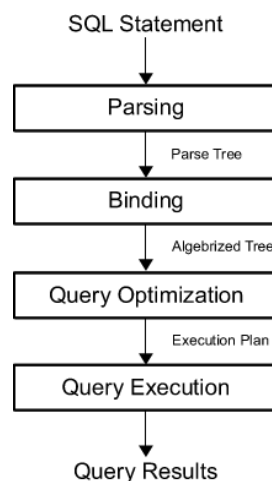 SQL Statement
Parsing
Parse Tree
Binding
Algebrized Tree
Query Optimization
Execution Plan
Query Execution
Query Results